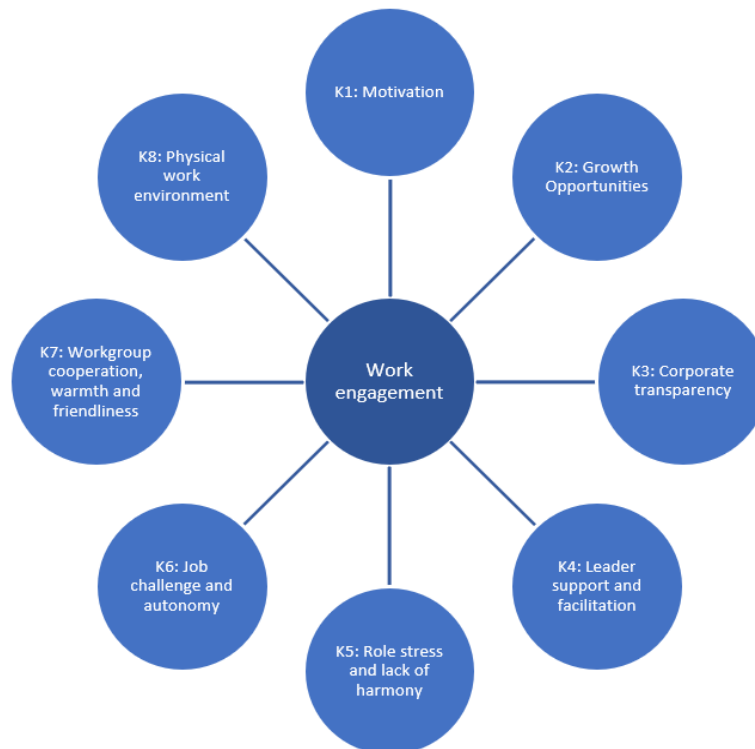 K1: Motivation
K2: Growth
Opportunities
K3: Corporate
transparency
K4: Leader
support and
facilitation
K5: Role stress
and lack of
harmony
K6: Job
challenge and
autonomy
K7: Workgroup
cooperation,
warmth and
friendliness
K8: Physical
work
environment
Work
engagement